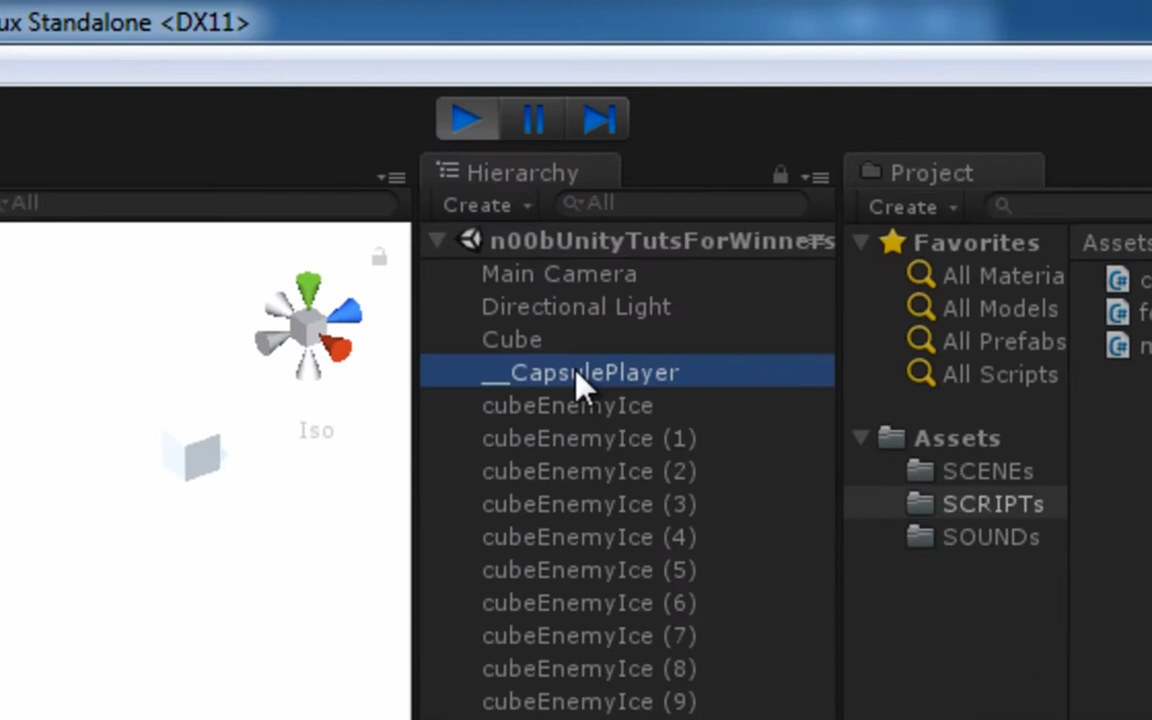 ux Standalone <DX11>
Hierarchy
Project
All
Create
All
Create
n00bUnityTutsForWinners
Main Camera
Directional Light
Cube
__CapsulePlayer
cubeEnemyIce
cubeEnemyIce (1)
cubeEnemyIce (2)
cubeEnemyIce (3)
cubeEnemyIce (4)
cubeEnemyIce (5)
cubeEnemyIce (6)
cubeEnemyIce (7)
cubeEnemyIce (8)
cubeEnemyIce (9)
Iso
Favorites
All Materia
All Models
All Prefabs
All Scripts
Assets
SCENEs
SCRIPTs
SOUNDs
Assets